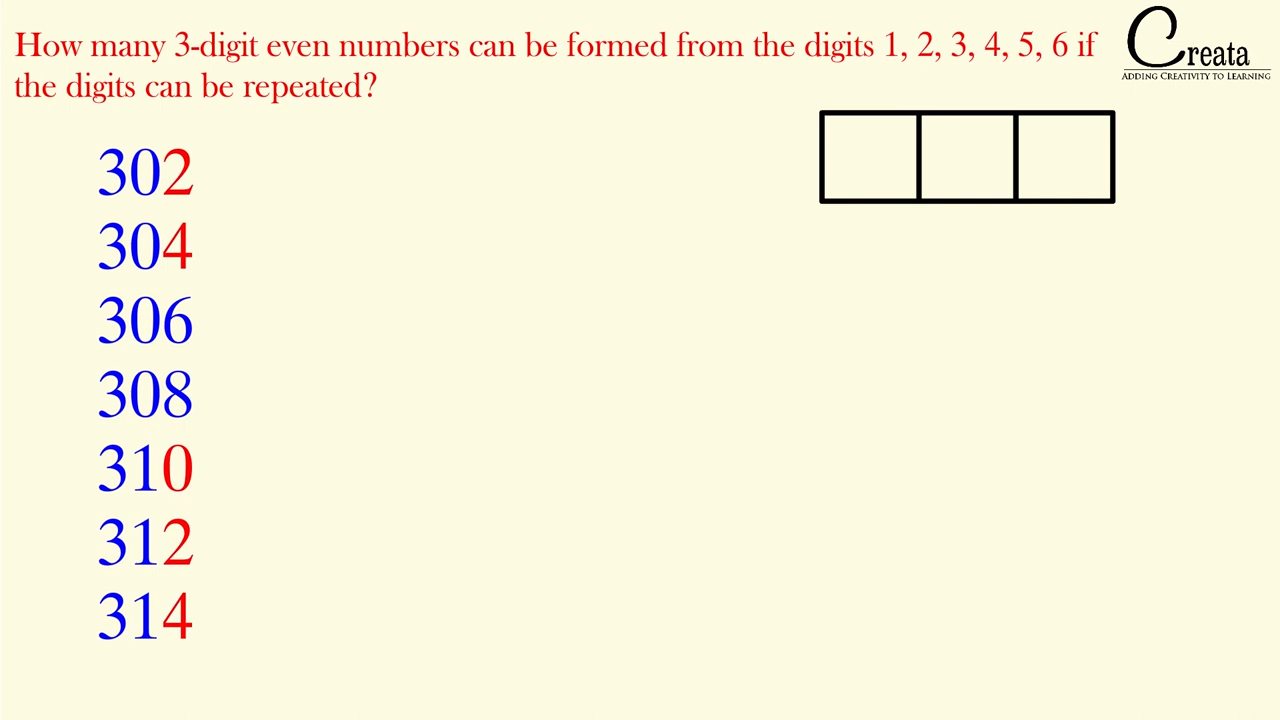 How many 3-digit even numbers can be formed from the digits 1, 2, 3, 4, 5, 6 if
the digits can be repeated?
Creata
ADDING CREATIVITY TO LEARNING
302
304
306
308
310
312
314